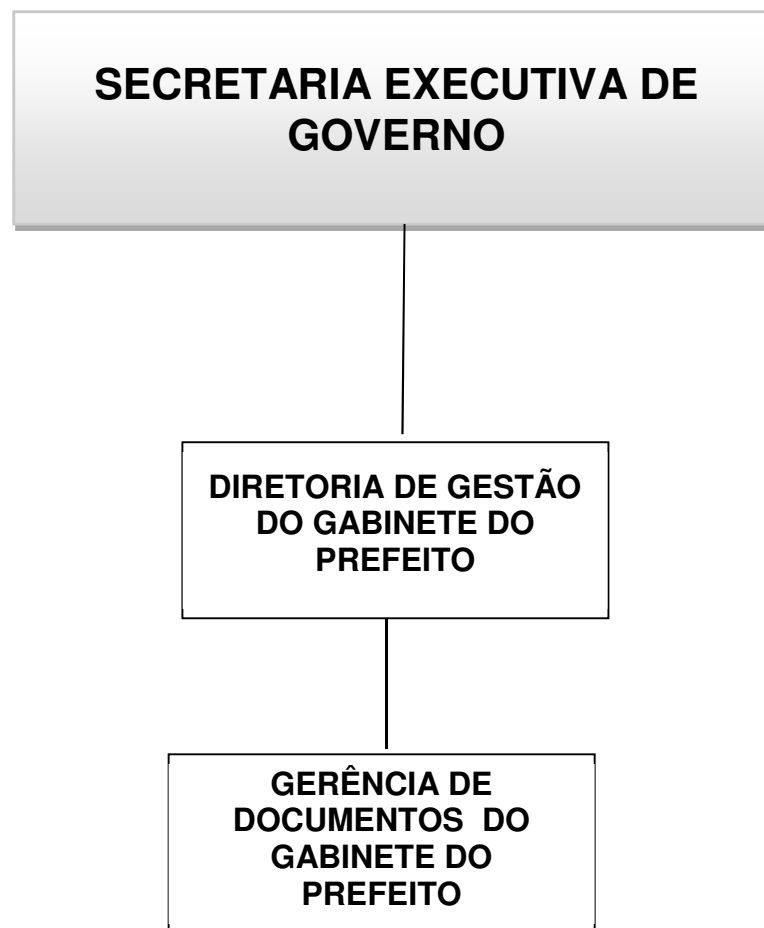 SECRETARIA EXECUTIVA DE
GOVERNO
DIRETORIA DE GESTÃO
DO GABINETE DO
PREFEITO
GERÊNCIA DE
DOCUMENTOS DO
GABINETE DO
PREFEITO